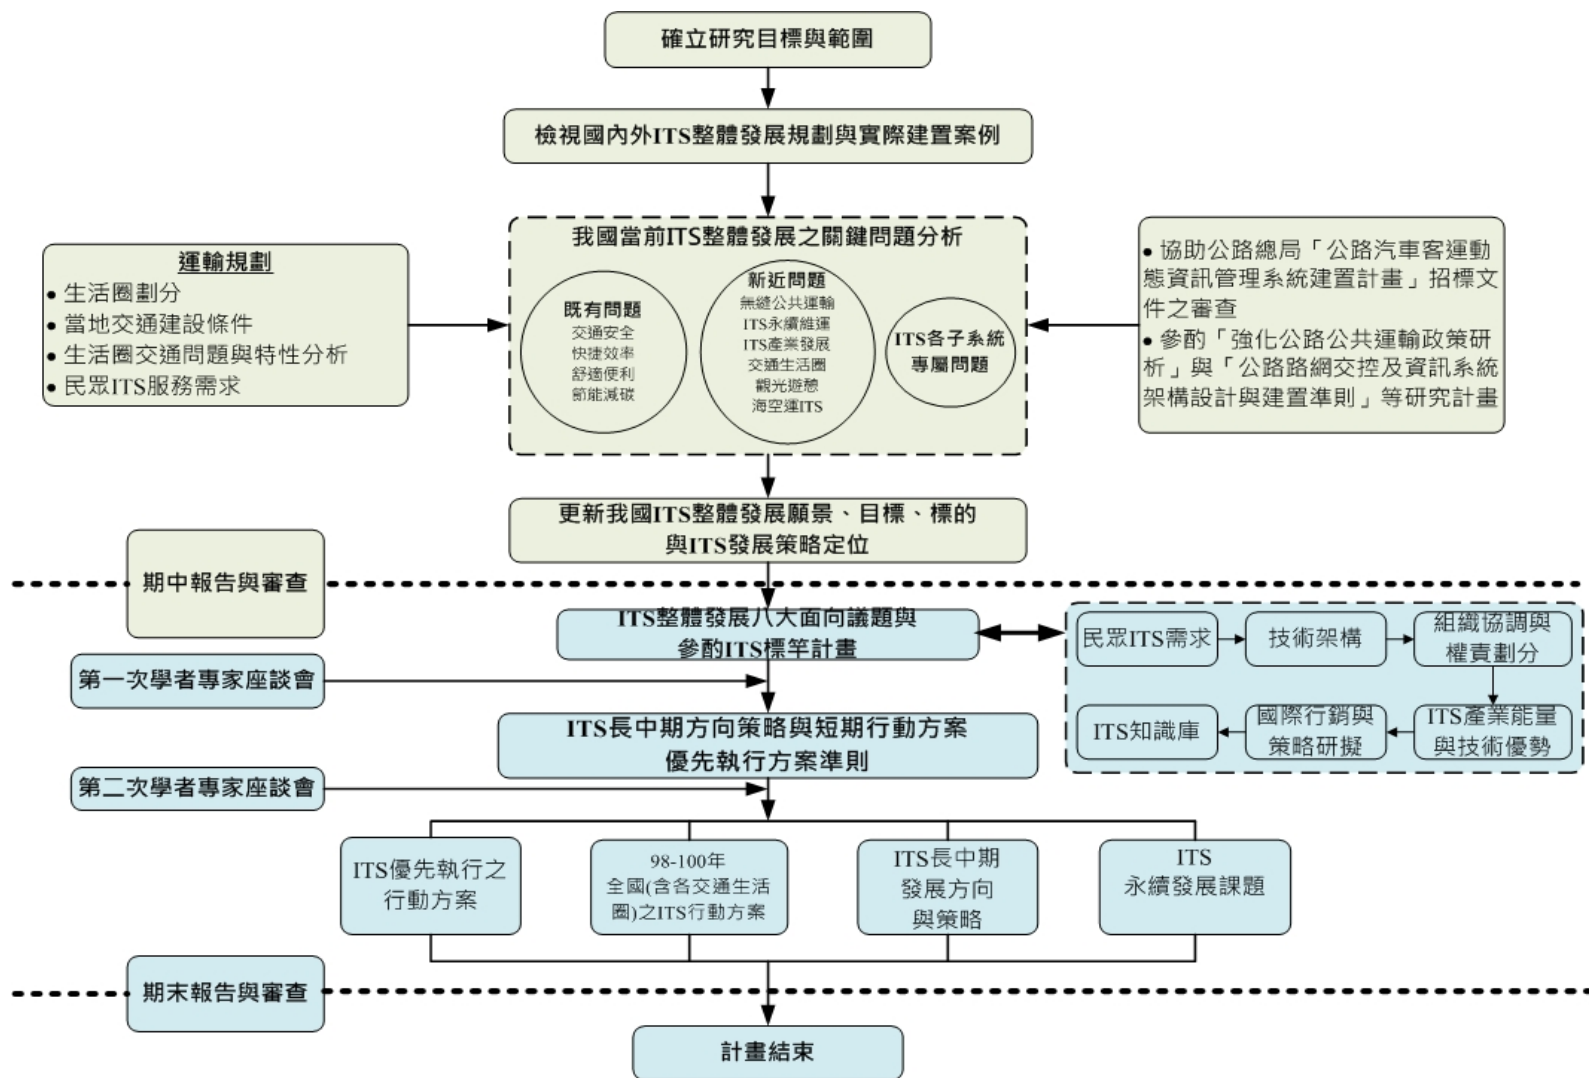 確立研究目標與範圍
檢視國內外ITS整體發展規劃與實際建置案例
我國當前ITS整體發展之關鍵問題分析
運輸規劃
• 生活圈劃分
• 當地交通建設條件
• 生活圈交通問題與特性分析
• 民眾ITS服務需求
既有問題
交通安全
快捷效率
舒適便利
節能減碳
新近問題
無縫公共運輸
ITS永續維運
ITS產業發展
交通生活圈
觀光遊憩
海空運ITS
ITS各子系統
專屬問題
• 協助公路總局「公路汽車客運動
態資訊管理系統建置計畫」招標文
件之審查
• 參酌「強化公路公共運輸政策研
析」與「公路路網交控及資訊系統
架構設計與建置準則」等研究計畫
更新我國ITS整體發展願景、目標、標的
與ITS發展策略定位
期中報告與審查
ITS整體發展八大面向議題與
參酌ITS標竿計畫
民眾ITS需求
技術架構
組織協調與
權責劃分
ITS產業能量
與技術優勢
國際行銷與
策略研擬
ITS知識庫
第一次學者專家座談會
ITS長中期方向策略與短期行動方案
優先執行方案準則
第二次學者專家座談會
ITS優先執行之
行動方案
98-100年
全國(含各交通生活
圈)之ITS行動方案
ITS長中期
發展方向
與策略
ITS
永續發展課題
期末報告與審查
計畫結束